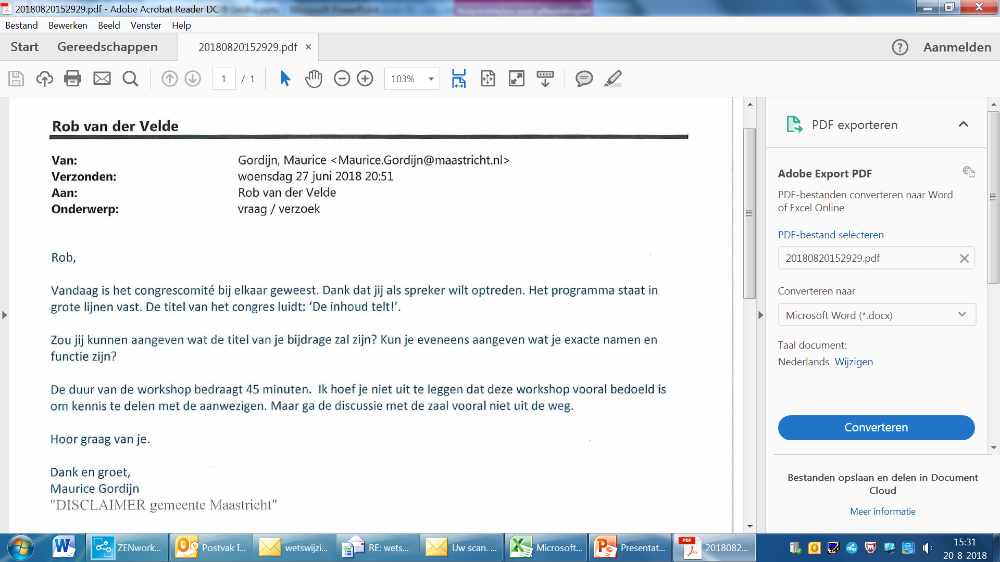 20180820152929.pdf - Adobe Acrobat Reader DC
Bestand Bewerken Beeld Venster Help
Start Gereedschappen 20180820152929.pdf × ? Aanmelden
1 / 1 103%
Rob van der Velde
Van: Gordijn, Maurice <Maurice.Gordijn@maastricht.nl>
Verzonden: woensdag 27 juni 2018 20:51
Aan: Rob van der Velde
Onderwerp: vraag / verzoek
Rob,
Vandaag is het congrescomité bij elkaar geweest. Dank dat jij als spreker wilt optreden. Het programma staat in
grote lijnen vast. De titel van het congres luidt: ‘De inhoud telt!’.
Zou jij kunnen aangeven wat de titel van je bijdrage zal zijn? Kun je eveneens aangeven wat je exacte namen en
functie zijn?
De duur van de workshop bedraagt 45 minuten. Ik hoef je niet uit te leggen dat deze workshop vooral bedoeld is
om kennis te delen met de aanwezigen. Maar ga de discussie met de zaal vooral niet uit de weg.
Hoor graag van je.
Dank en groet,
Maurice Gordijn
"DISCLAIMER gemeente Maastricht"
PDF exporteren
Adobe Export PDF
PDF-bestanden converteren naar Word
of Excel Online
PDF-bestand selecteren
20180820152929.pdf
Converteren naar
Microsoft Word (*.docx)
Taal document:
Nederlands Wijzigen
Converteren
Bestanden opslaan en delen in Document
Cloud
Meer informatie
ZENwork... Postvak I... wetswijzi... RE: wets... Uw scan. ... Microsoft... Presentat... PDF 2018082... 15:31
20-8-2018